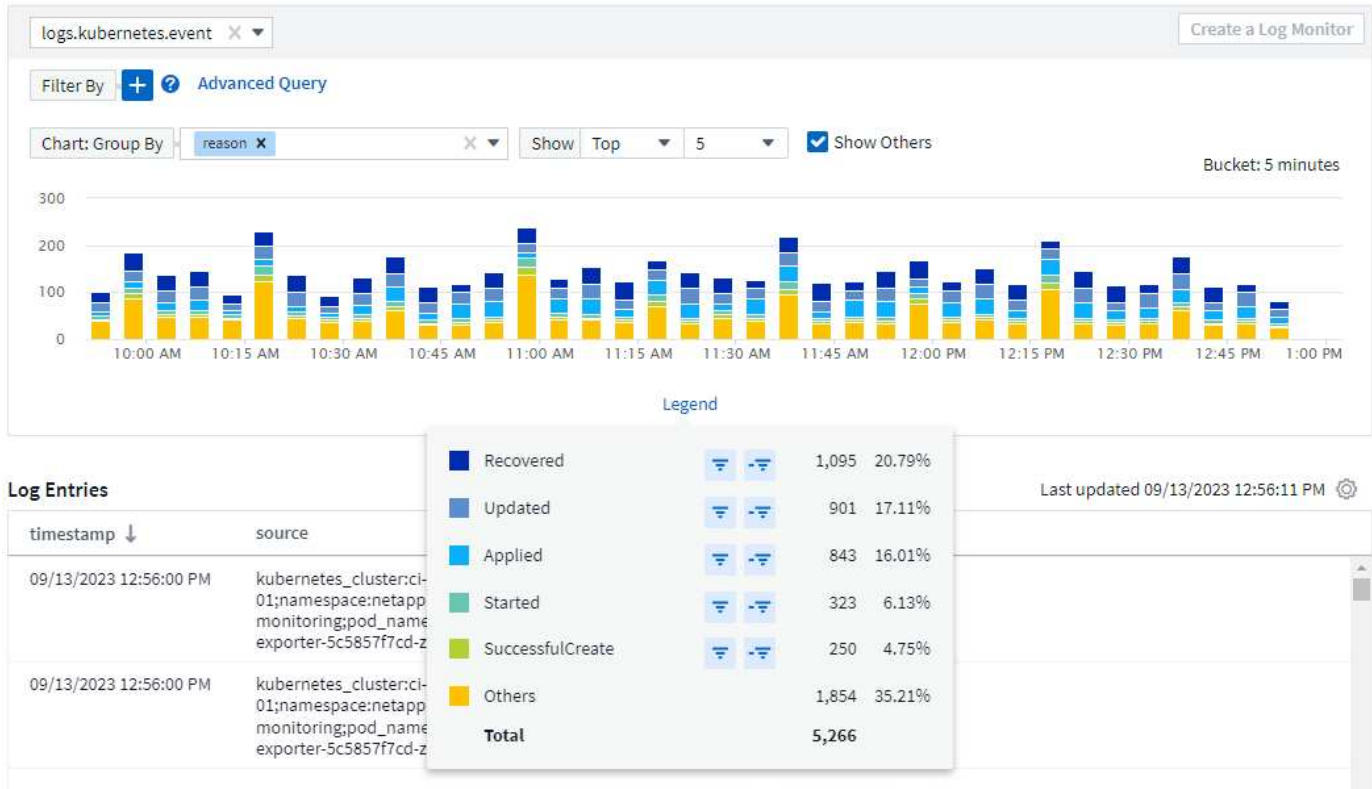 logs.kubernetes.event
Create a Log Monitor
Filter By + ? Advanced Query
Chart: Group By reason x Show Top 5 Show Others
Bucket: 5 minutes
300
200
100
0
10:00 AM 10:15 AM 10:30 AM 10:45 AM 11:00 AM 11:15 AM 11:30 AM 11:45 AM 12:00 PM 12:15 PM 12:30 PM 12:45 PM 1:00 PM
Legend
Recovered 1,095 20.79%
Updated 901 17.11%
Applied 843 16.01%
Started 323 6.13%
SuccessfulCreate 250 4.75%
Others 1,854 35.21%
Total 5,266
Log Entries
Last updated 09/13/2023 12:56:11 PM
timestamp ↓ source
09/13/2023 12:56:00 PM kubernetes_cluster:ci-
01;namespace:netapp
monitoring;pod_name
exporter-5c5857f7cd-z
09/13/2023 12:56:00 PM kubernetes_cluster:ci-
01;namespace:netapp
monitoring;pod_name
exporter-5c5857f7cd-z